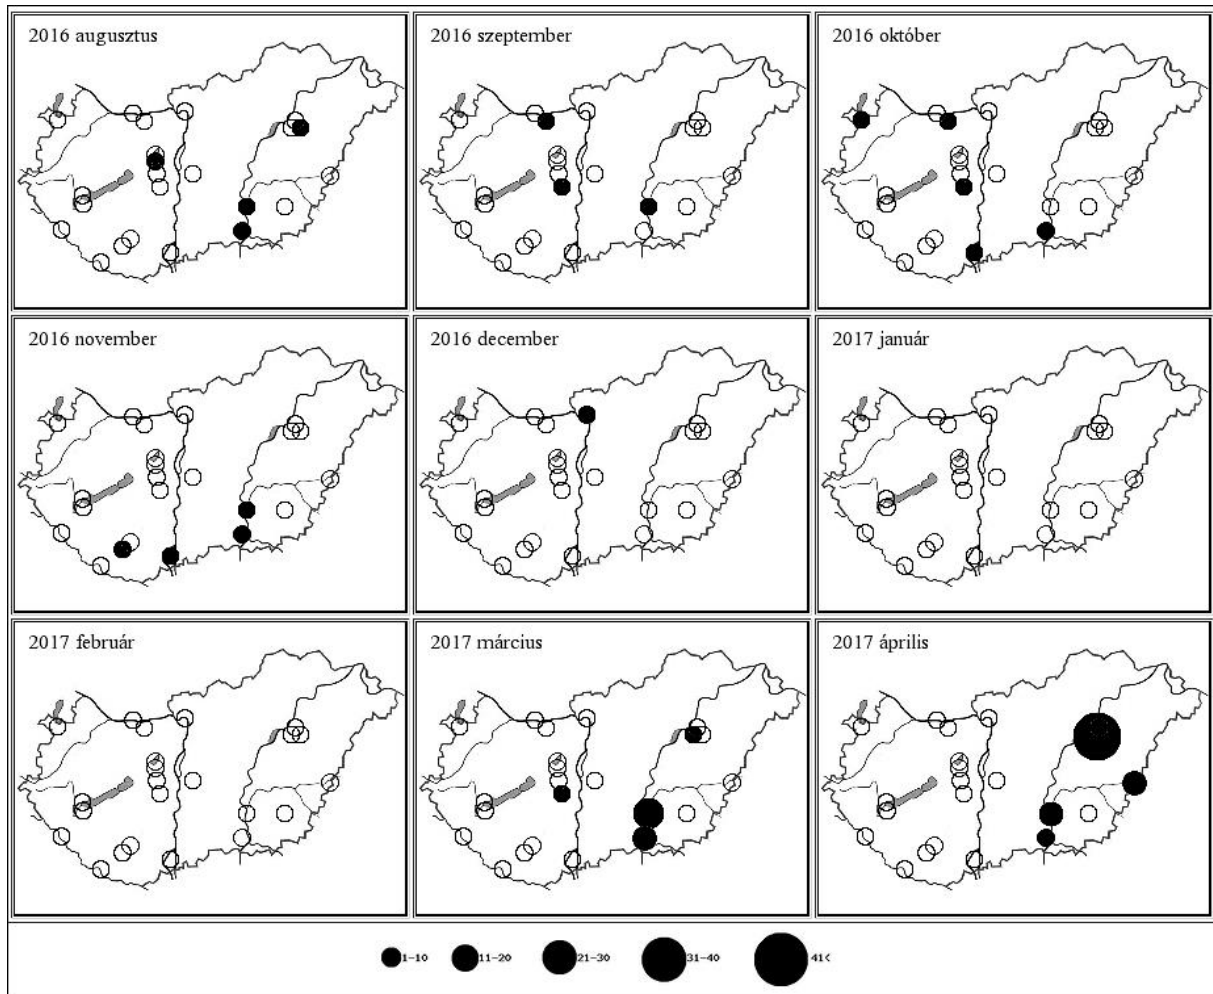 2016 augusztus
2016 szeptember
2016 október
2016 november
2016 december
2017 január
2017 február
2017 március
2017 április
1-10
11-20
21-30
31-40
41<